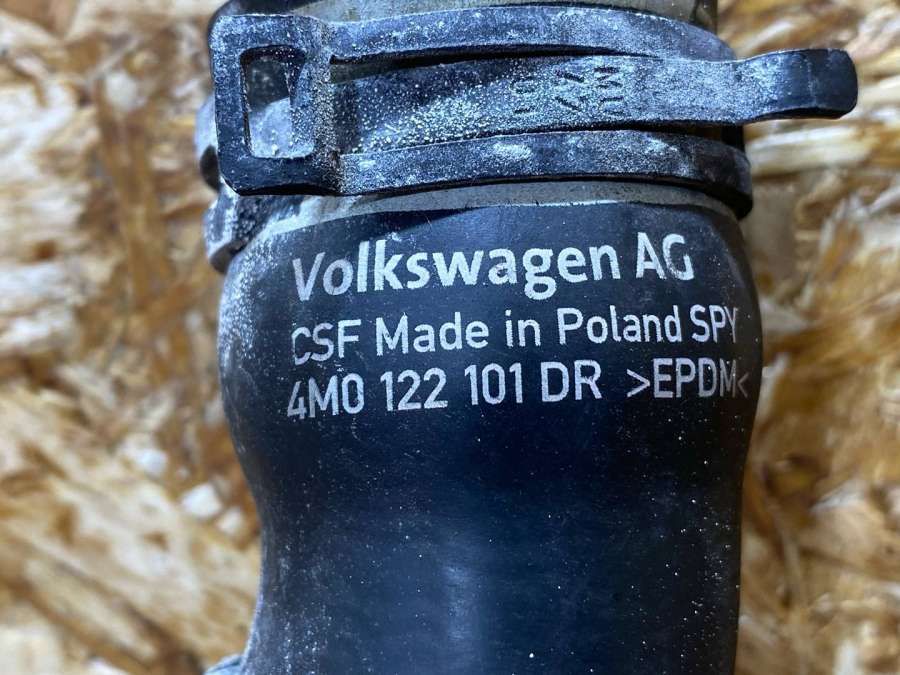 Volkswagen AG
CSF Made in Poland SPY
4M0 122 101 DR >EPDM<